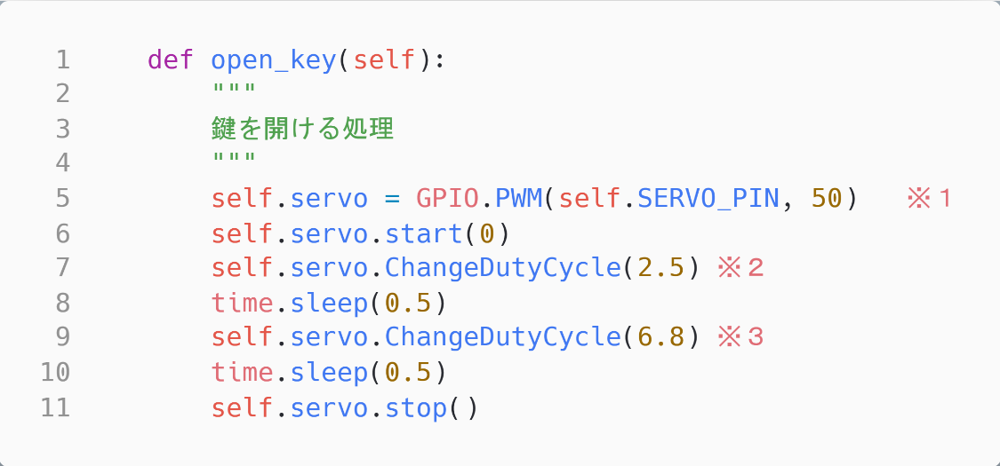 1 def open_key(self):
2 """
3 鍵を開ける処理
4 """
5 self.servo = GPIO.PWM(self.SERVO_PIN, 50) ※1
6 self.servo.start(0)
7 self.servo.ChangeDutyCycle(2.5) ※2
8 time.sleep(0.5)
9 self.servo.ChangeDutyCycle(6.8) ※3
10 time.sleep(0.5)
11 self.servo.stop()